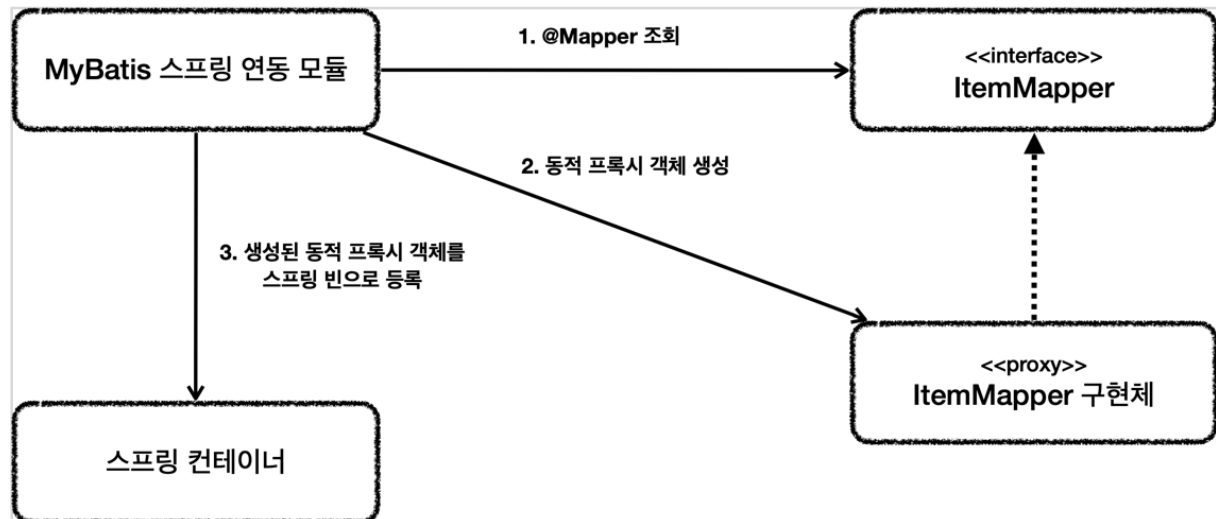 MyBatis 스프링 연동 모듈
1. @Mapper 조회
<<interface>>
ItemMapper
2. 동적 프록시 객체 생성
3. 생성된 동적 프록시 객체를
스프링 빈으로 등록
<<proxy>>
ItemMapper 구현체
스프링 컨테이너